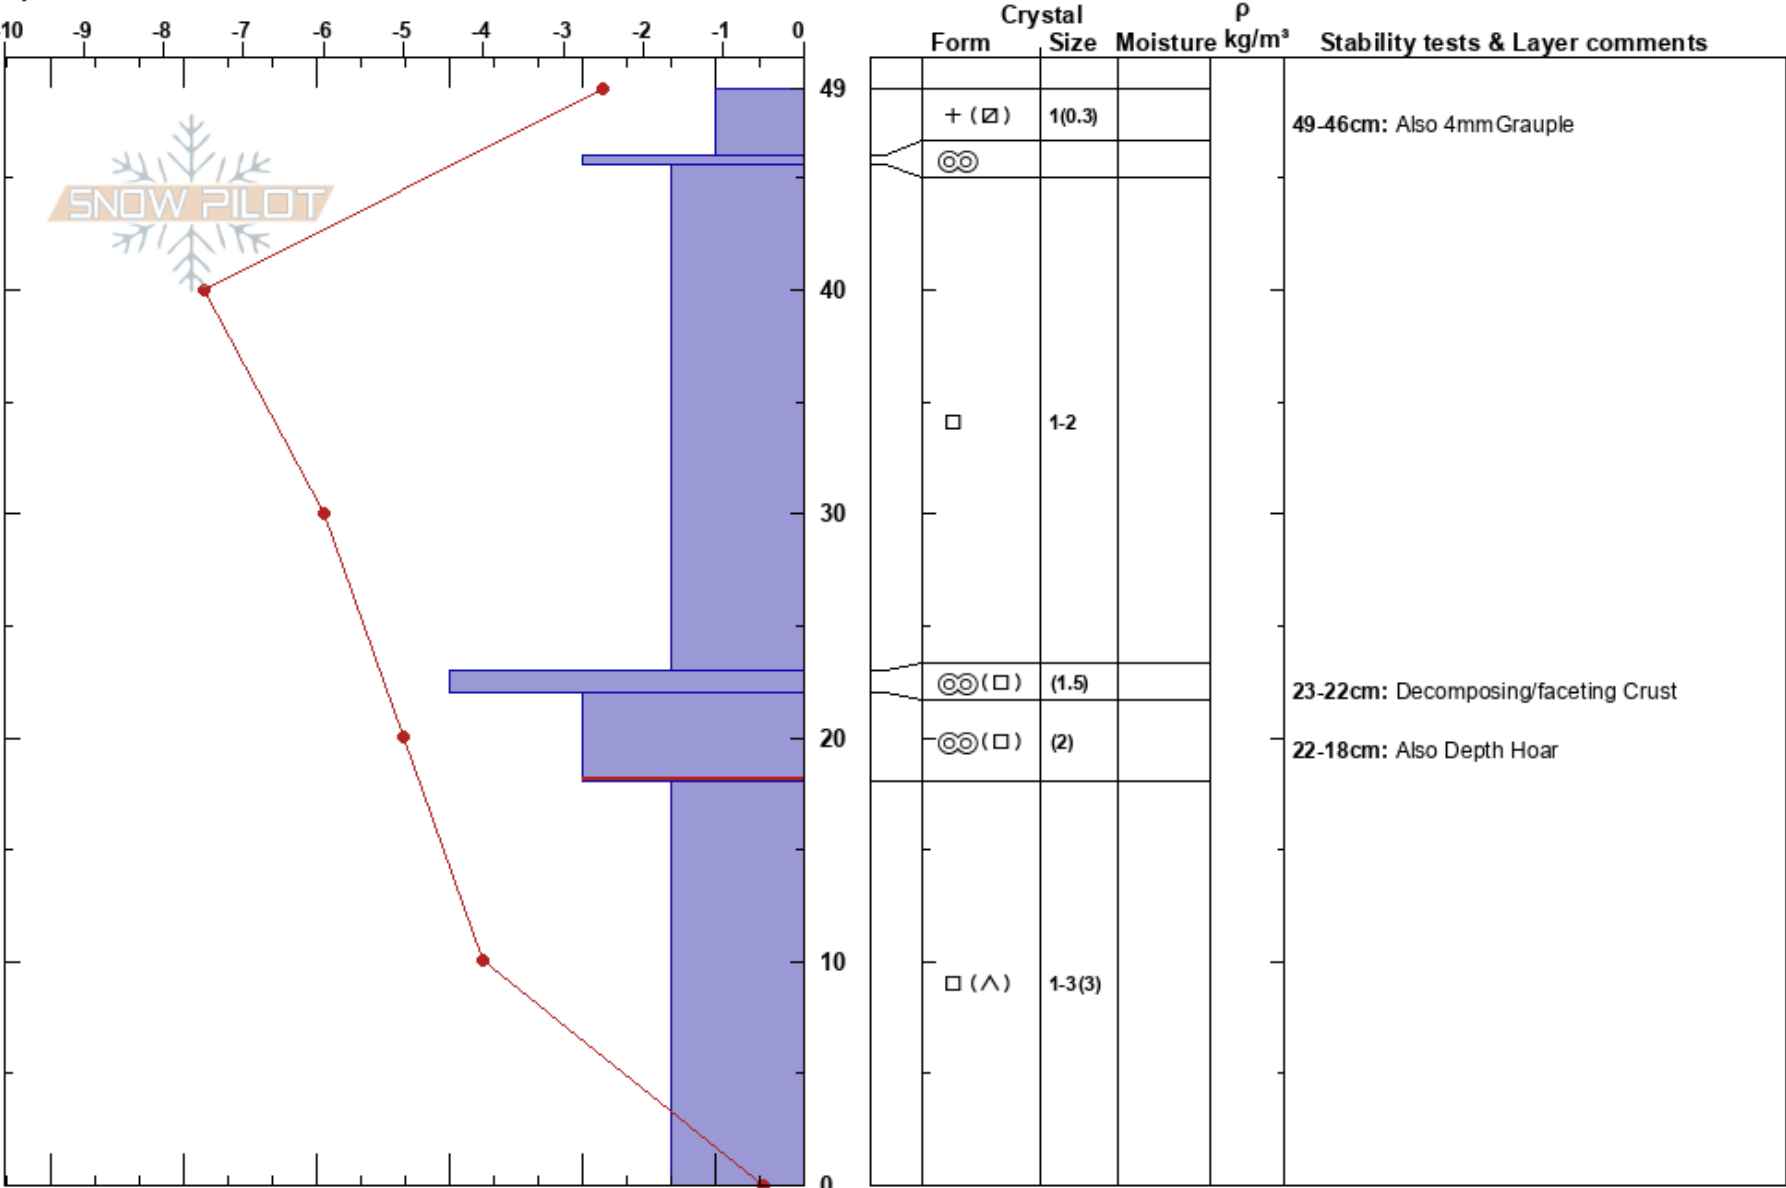 Crystal ρ
-10 -9 -8 -7 -6 -5 -4 -3 -2 -1 0 Form Size Moisture kg/m³ Stability tests & Layer comments
49
+ (⧄) 1(0.3) 49-46cm: Also 4mmGrauple
SNOW PILOT
40
□ 1-2
30
(□) (1.5) 23-22cm: Decomposing/faceting Crust
20 (□) (2) 22-18cm: Also Depth Hoar
10
□ (∧) 1-3(3)
0